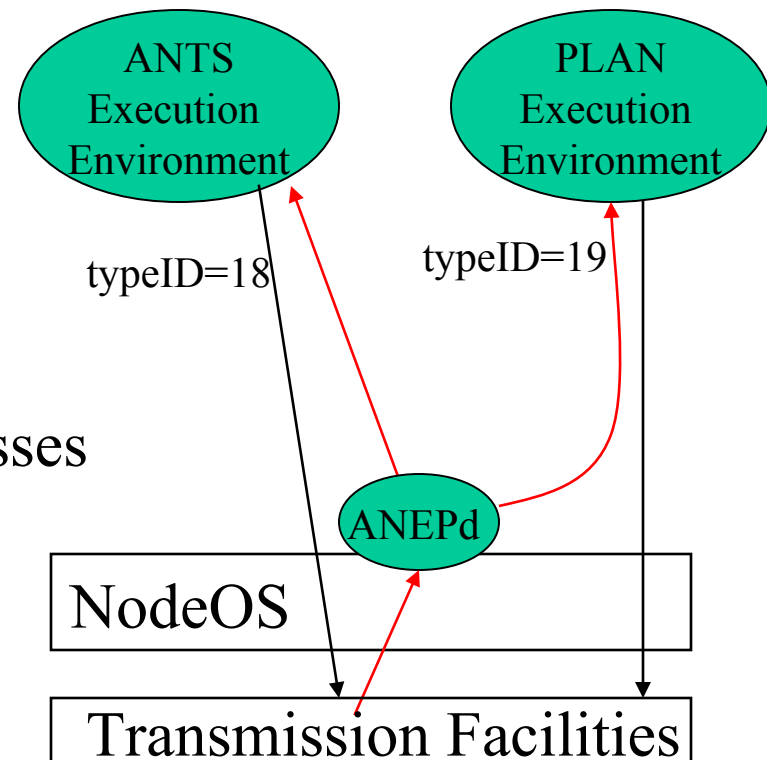 ANTS
Execution
Environment
PLAN
Execution
Environment
typeID=18
typeID=19
sses
ANEPd
NodeOS
Transmission Facilities